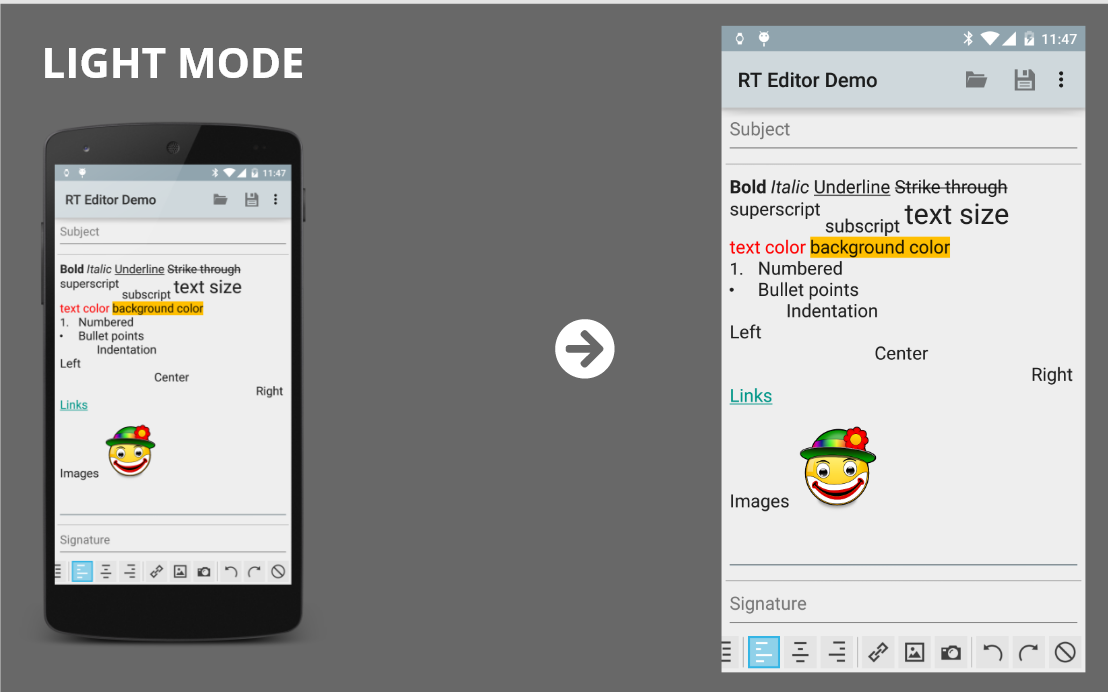 LIGHT MODE
11:47
RT Editor Demo
Subject
Bold Italic Underline Strike through
superscript subscript text size
text color background color
1. Numbered
• Bullet points
Indentation
Left
Center
Right
Links
Images
Signature
11:47
RT Editor Demo
Subject
Bold Italic Underline Strike through
superscript subscript text size
text color background color
1. Numbered
• Bullet points
Indentation
Left
Center
Right
Links
Images
Signature